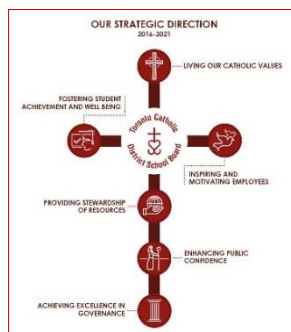 OUR STRATEGIC DIRECTION
2016-2021
LIVING OUR CATHOLIC VALUES
FOSTERING STUDENT
ACHIEVEMENT AND WELL BEING
Toronto Catholic
District School Board
INSPIRING AND
MOTIVATING EMPLOYEES
PROVIDING STEWARDSHIP
OF RESOURCES
ENHANCING PUBLIC
CONFIDENCE
ACHIEVING EXCELLENCE IN
GOVERNANCE